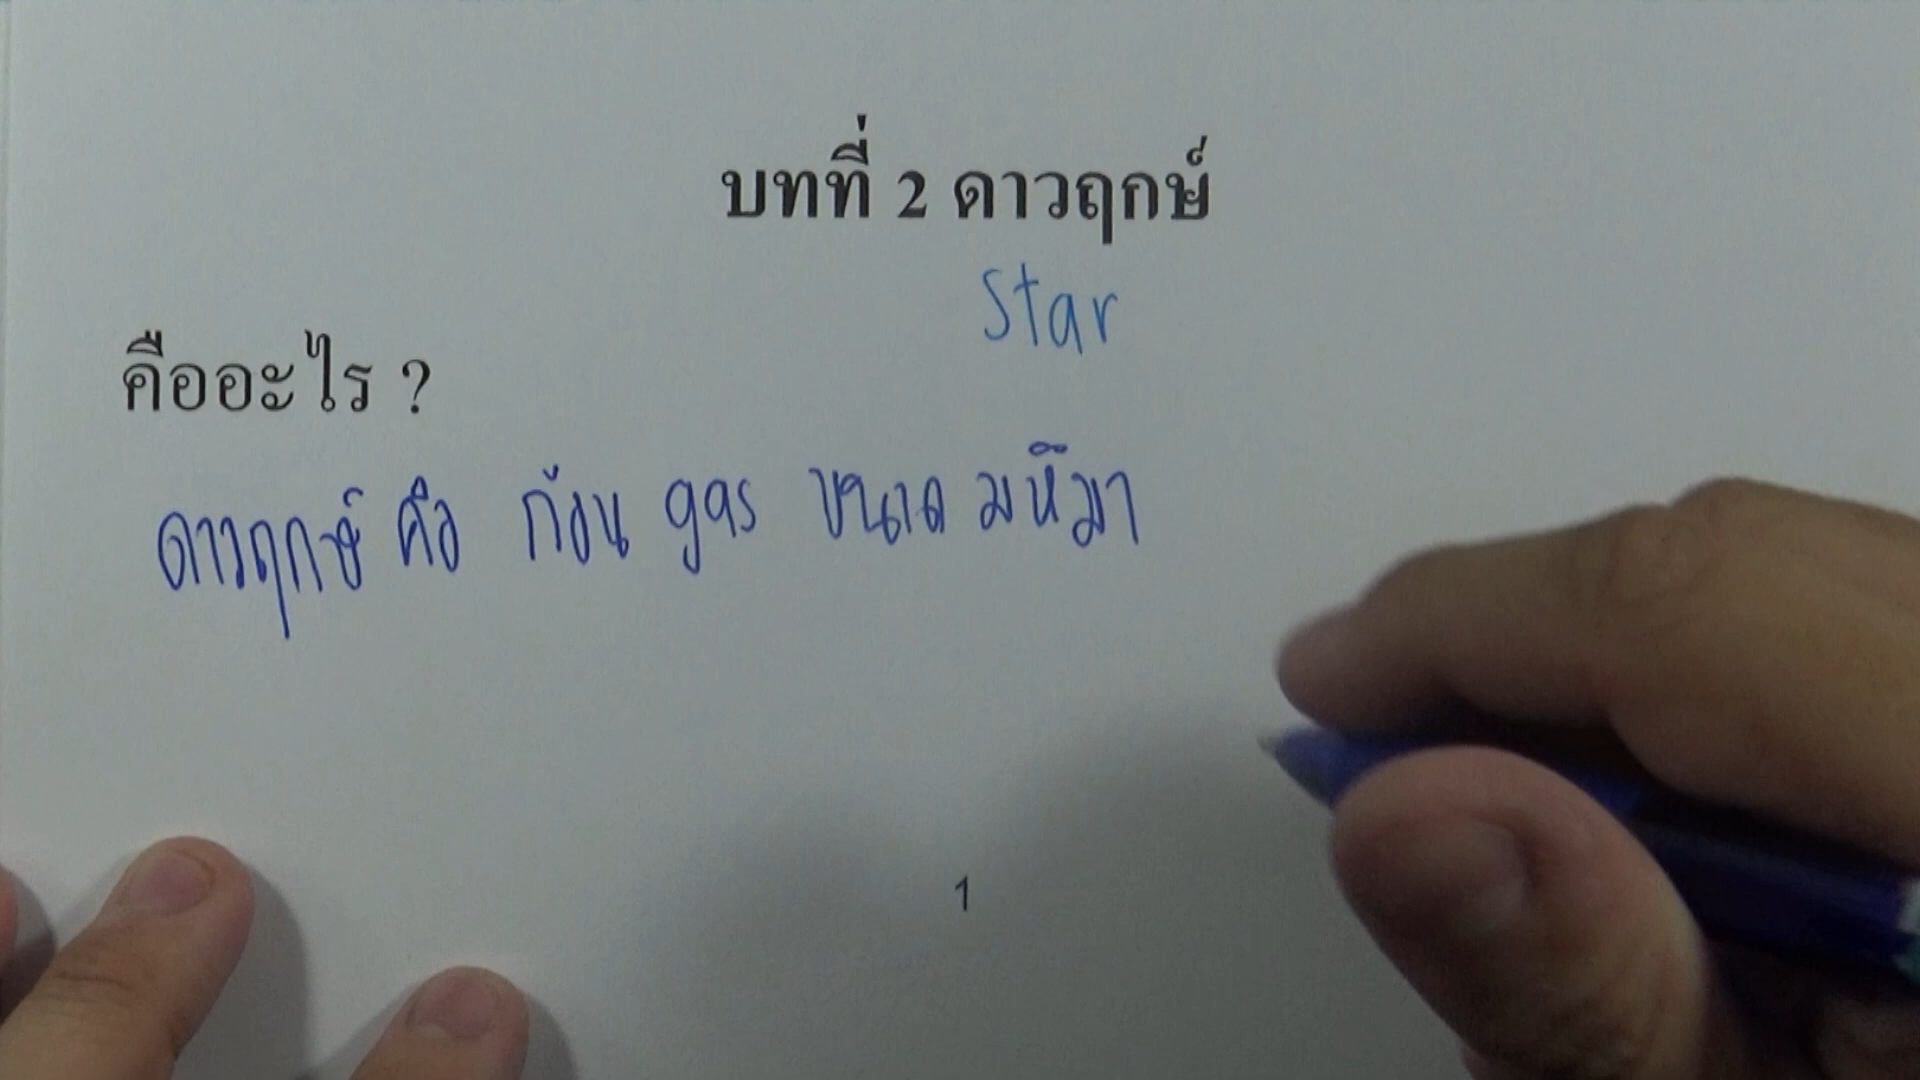 บทที่ 2 ดาวฤกษ์
Star
คืออะไร ?
ดาวฤกษ์ คือ ก้อน gas ขนาด มหึมา
1